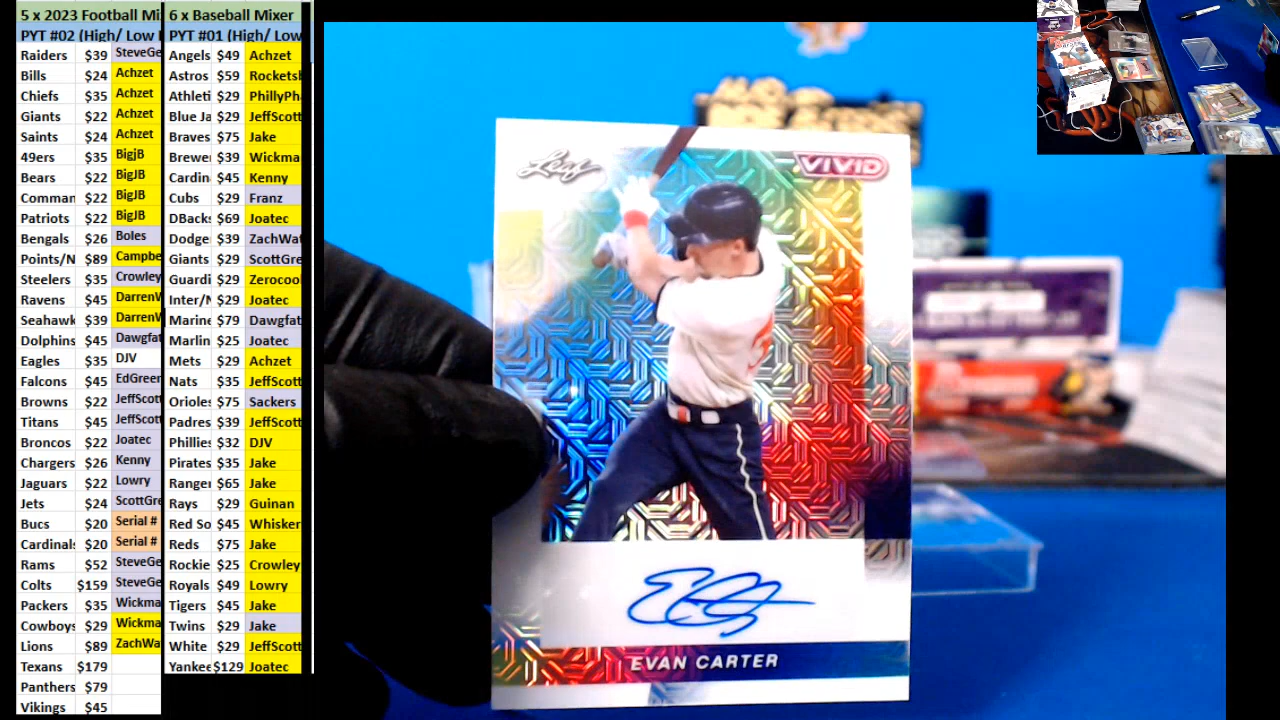 5 x 2023 Football Mi
PYT #02 (High/ Low
Raiders $39 SteveGe
Bills $24 Achzet
Chiefs $35 Achzet
Giants $22 Achzet
Saints $24 Achzet
49ers $35 BigjB
Bears $22 BigJB
Comman $22 BigJB
Patriots $22 BigJB
Bengals $26 Boles
Points/N $89 Campbe
Steelers $35 Crowley
Ravens $45 DarrenW
Seahawk $39 DarrenW
Dolphins $45 Dawgfat
Eagles $35 DJV
Falcons $45 EdGreer
Browns $22 JeffScott
Titans $45 JeffScott
Broncos $22 Joatec
Chargers $26 Kenny
Jaguars $22 Lowry
Jets $24 ScottGre
Bucs $20 Serial #
Cardinals $20 Serial #
Rams $52 SteveGe
Colts $159 SteveGe
Packers $35 Wickma
Cowboys $29 Wickma
Lions $89 ZachWa
Texans $179
Panthers $79
Vikings $45
6 x Baseball Mixer
PYT #01 (High/ Low
Angels $49 Achzet
Astros $59 Rocketsh
Athleti $29 PhillyPh
Blue Ja $29 JeffScott
Braves $75 Jake
Brewer $39 Wickma
Cardin $45 Kenny
Cubs $29 Franz
DBacks $69 Joatec
Dodge $39 ZachWat
Giants $29 ScottGre
Guardi $29 Zerocoo
Inter/N $29 Joatec
Marine $79 Dawgfat
Marlin $25 Joatec
Mets $29 Achzet
Nats $35 JeffScott
Oriole $75 Sackers
Padres $39 JeffScott
Phillies $32 DJV
Pirates $35 Jake
Ranger $65 Jake
Rays $29 Guinan
Red So $45 Whisker
Reds $75 Jake
Rockie $25 Crowley
Royals $49 Lowry
Tigers $45 Jake
Twins $29 Jake
White $29 JeffScott
Yankee $129 Joatec
Leaf
VIVID
EVAN CARTER